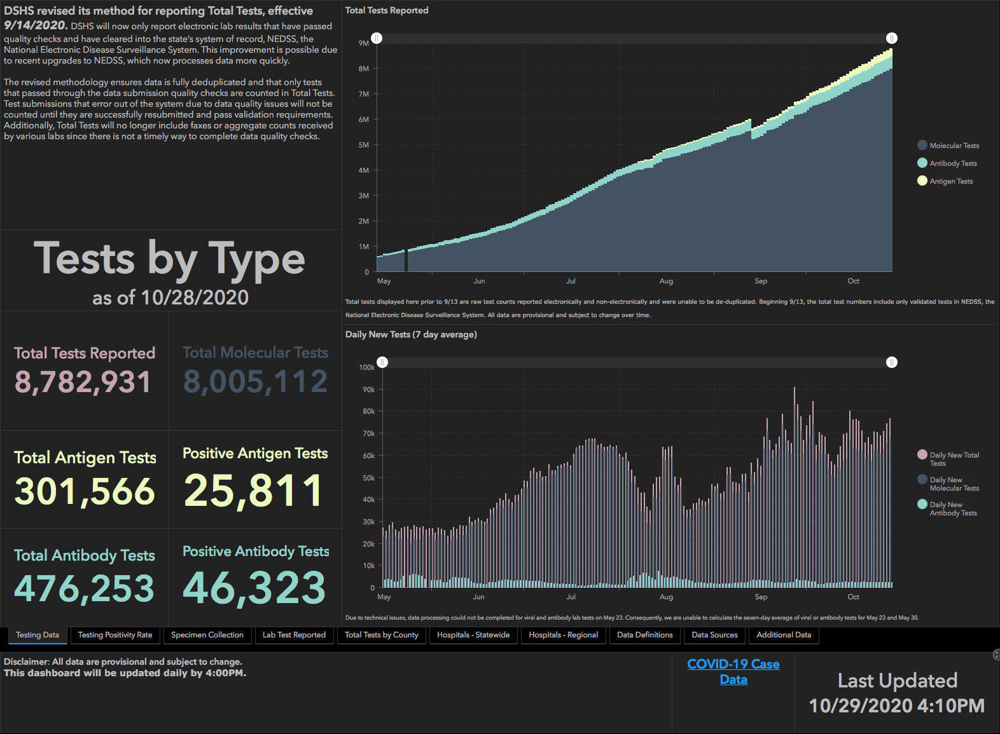 DSHS revised its method for reporting Total Tests, effective
9/14/2020. DSHS will now only report electronic lab results that have passed
quality checks and have cleared into the state's system of record, NEDSS, the
National Electronic Disease Surveillance System. This improvement is possible due
to recent upgrades to NEDSS, which now processes data more quickly.
The revised methodology ensures data is fully deduplicated and that only tests
that passed through the data submission quality checks are counted in Total Tests.
Test submissions that error out of the system due to data quality issues will not be
counted until they are successfully resubmitted and pass validation requirements.
Additionally, Total Tests will no longer include faxes or aggregate counts received
by various labs since there is not a timely way to complete data quality checks.
Tests by Type
as of 10/28/2020
Total Tests Reported
8,782,931
Total Molecular Tests
8,005,112
Total Antigen Tests
301,566
Positive Antigen Tests
25,811
Total Antibody Tests
476,253
Positive Antibody Tests
46,323
Total Tests Reported
9M
8M
7M
6M
5M
4M
3M
2M
1M
0
May Jun Jul Aug Sep Oct
Molecular Tests
Antibody Tests
Antigen Tests
Total tests displayed here prior to 9/13 are raw test counts reported electronically and non-electronically and were unable to be de-duplicated. Beginning 9/13, the total test numbers include only validated tests in NEDSS, the
National Electronic Disease Surveillance System. All data are provisional and subject to change over time.
Daily New Tests (7 day average)
100k
90k
80k
70k
60k
50k
40k
30k
20k
10k
0
May Jun Jul Aug Sep Oct
Daily New Total
Tests
Daily New
Molecular Tests
Daily New
Antibody Tests
Due to technical issues, data processing could not be completed for viral and antibody lab tests on May 23. Consequently, we are unable to calculate the seven-day average of viral or antibody tests for May 23 and May 30.
Testing Data Testing Positivity Rate Specimen Collection Lab Test Reported Total Tests by County Hospitals - Statewide Hospitals - Regional Data Definitions Data Sources Additional Data
Disclaimer: All data are provisional and subject to change.
This dashboard will be updated daily by 4:00PM.
COVID-19 Case
Data
Last Updated
10/29/2020 4:10PM